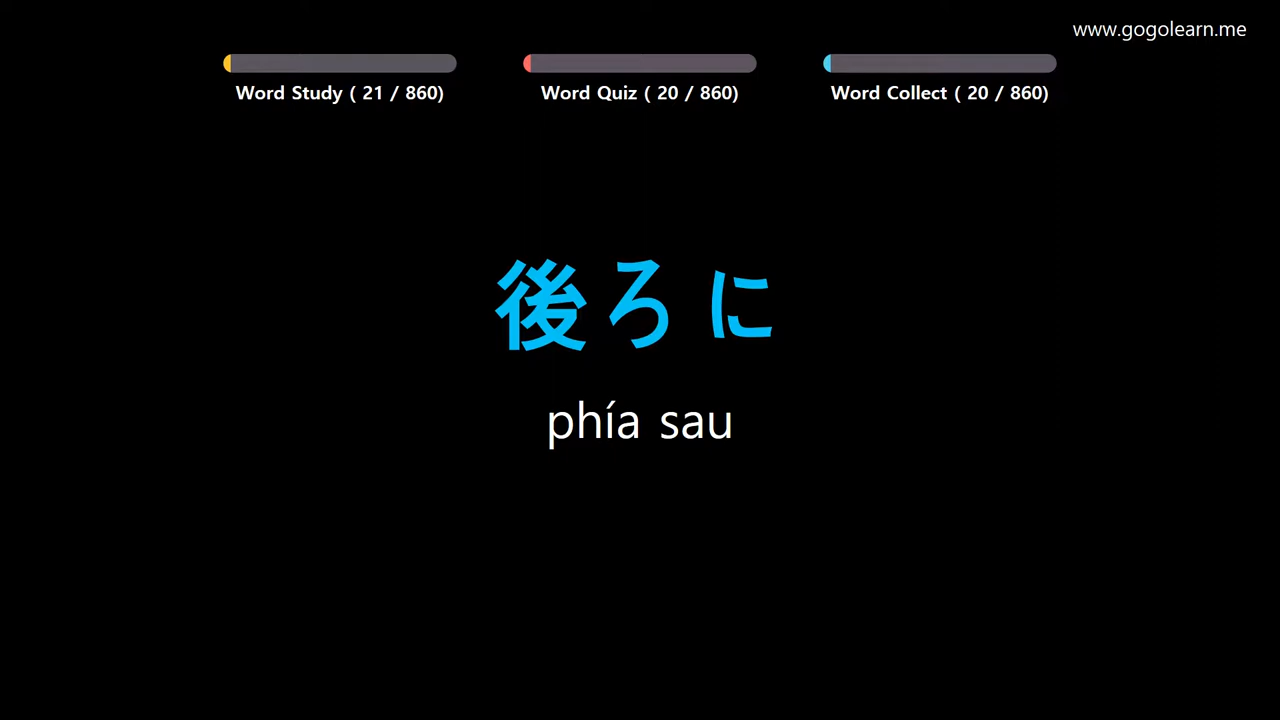 www.gogolearn.me
Word Study ( 21 / 860)
Word Quiz ( 20 / 860)
Word Collect ( 20 / 860)
後ろに
phía sau